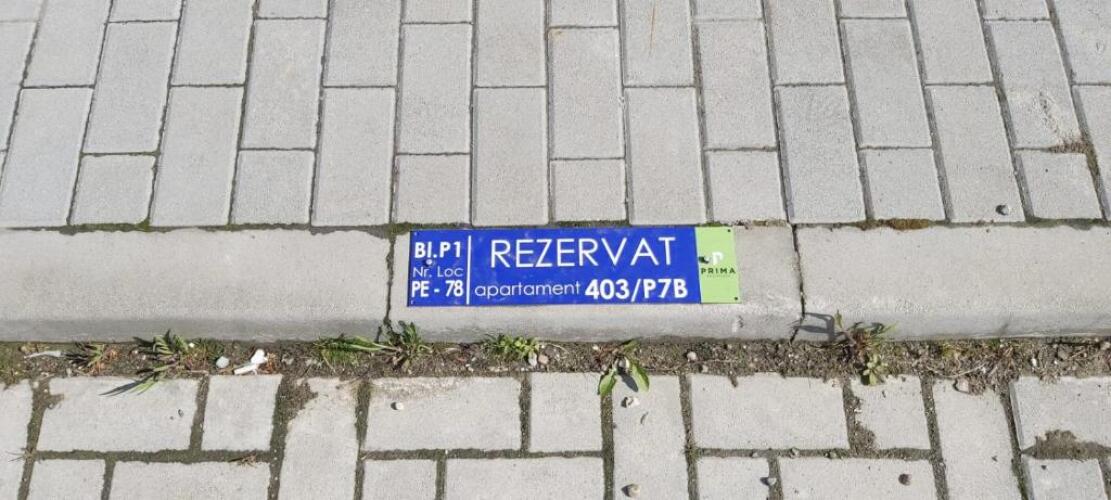 Bl.P1
Nr. Loc
PE - 78
REZERVAT
apartament 403/P7B
PRIMA